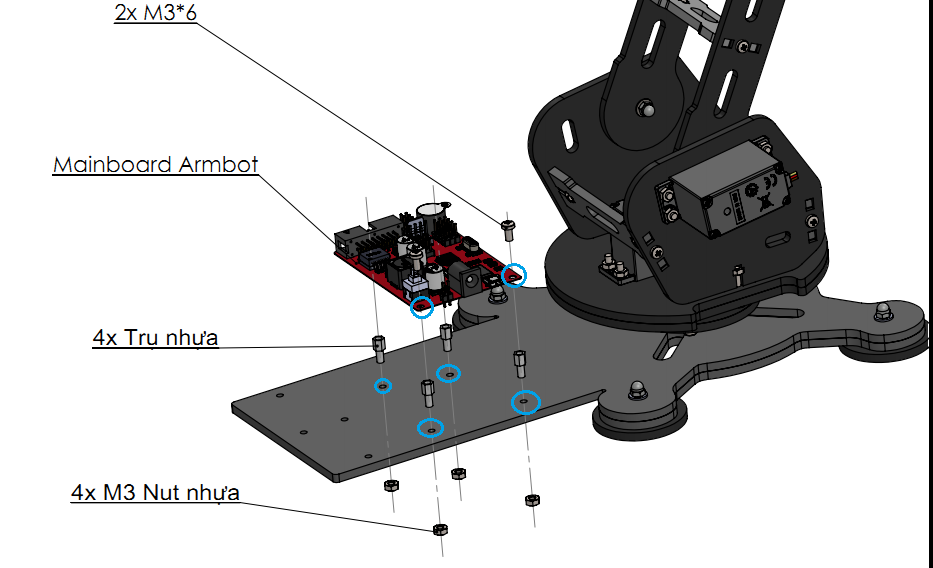 2x M3*6
Mainboard Armbot
4x Trụ nhựa
4x M3 Nut nhựa